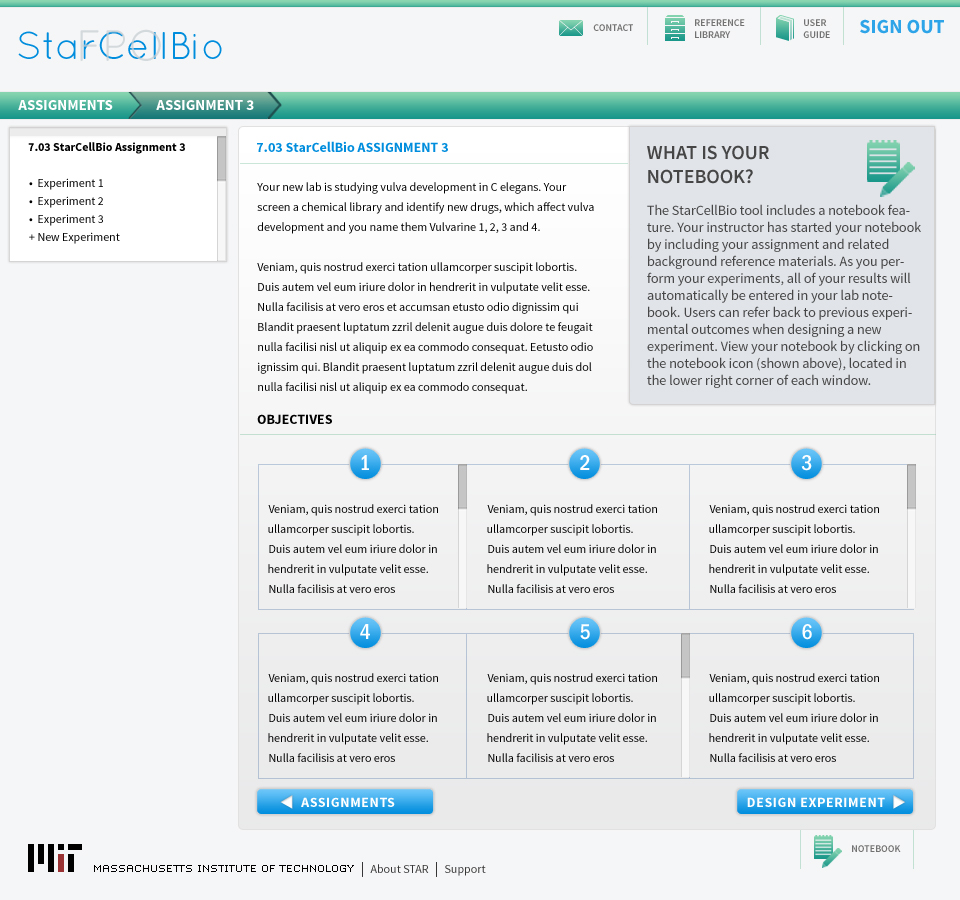 StarCellBio
FPO
CONTACT
REFERENCE
LIBRARY
USER
GUIDE
SIGN OUT
ASSIGNMENTS
ASSIGNMENT 3
7.03 StarCellBio Assignment 3
• Experiment 1
• Experiment 2
• Experiment 3
+ New Experiment
7.03 StarCellBio ASSIGNMENT 3
Your new lab is studying vulva development in C elegans. Your
screen a chemical library and identify new drugs, which affect vulva
development and you name them Vulvarine 1, 2, 3 and 4.
Veniam, quis nostrud exerci tation ullamcorper suscipit lobortis.
Duis autem vel eum iriure dolor in hendrerit in vulputate velit esse.
Nulla facilisis at vero eros et accumsan etusto odio dignissim qui
Blandit praesent luptatum zzril delenit augue duis dolore te feugait
nulla facilisi nisl ut aliquip ex ea commodo consequat. Eetusto odio
ignissim qui. Blandit praesent luptatum zzril delenit augue duis dol
nulla facilisi nisl ut aliquip ex ea commodo consequat.
WHAT IS YOUR
NOTEBOOK?
The StarCellBio tool includes a notebook fea-
ture. Your instructor has started your notebook
by including your assignment and related
background reference materials. As you per-
form your experiments, all of your results will
automatically be entered in your lab note-
book. Users can refer back to previous experi-
mental outcomes when designing a new
experiment. View your notebook by clicking on
the notebook icon (shown above), located in
the lower right corner of each window.
OBJECTIVES
1
Veniam, quis nostrud exerci tation
ullamcorper suscipit lobortis.
Duis autem vel eum iriure dolor in
hendrerit in vulputate velit esse.
Nulla facilisis at vero eros
2
Veniam, quis nostrud exerci tation
ullamcorper suscipit lobortis.
Duis autem vel eum iriure dolor in
hendrerit in vulputate velit esse.
Nulla facilisis at vero eros
3
Veniam, quis nostrud exerci tation
ullamcorper suscipit lobortis.
Duis autem vel eum iriure dolor in
hendrerit in vulputate velit esse.
Nulla facilisis at vero eros
4
Veniam, quis nostrud exerci tation
ullamcorper suscipit lobortis.
Duis autem vel eum iriure dolor in
hendrerit in vulputate velit esse.
Nulla facilisis at vero eros
5
Veniam, quis nostrud exerci tation
ullamcorper suscipit lobortis.
Duis autem vel eum iriure dolor in
hendrerit in vulputate velit esse.
Nulla facilisis at vero eros
6
Veniam, quis nostrud exerci tation
ullamcorper suscipit lobortis.
Duis autem vel eum iriure dolor in
hendrerit in vulputate velit esse.
Nulla facilisis at vero eros
ASSIGNMENTS
DESIGN EXPERIMENT
NOTEBOOK
MIT
MASSACHUSETTS INSTITUTE OF TECHNOLOGY | About STAR | Support